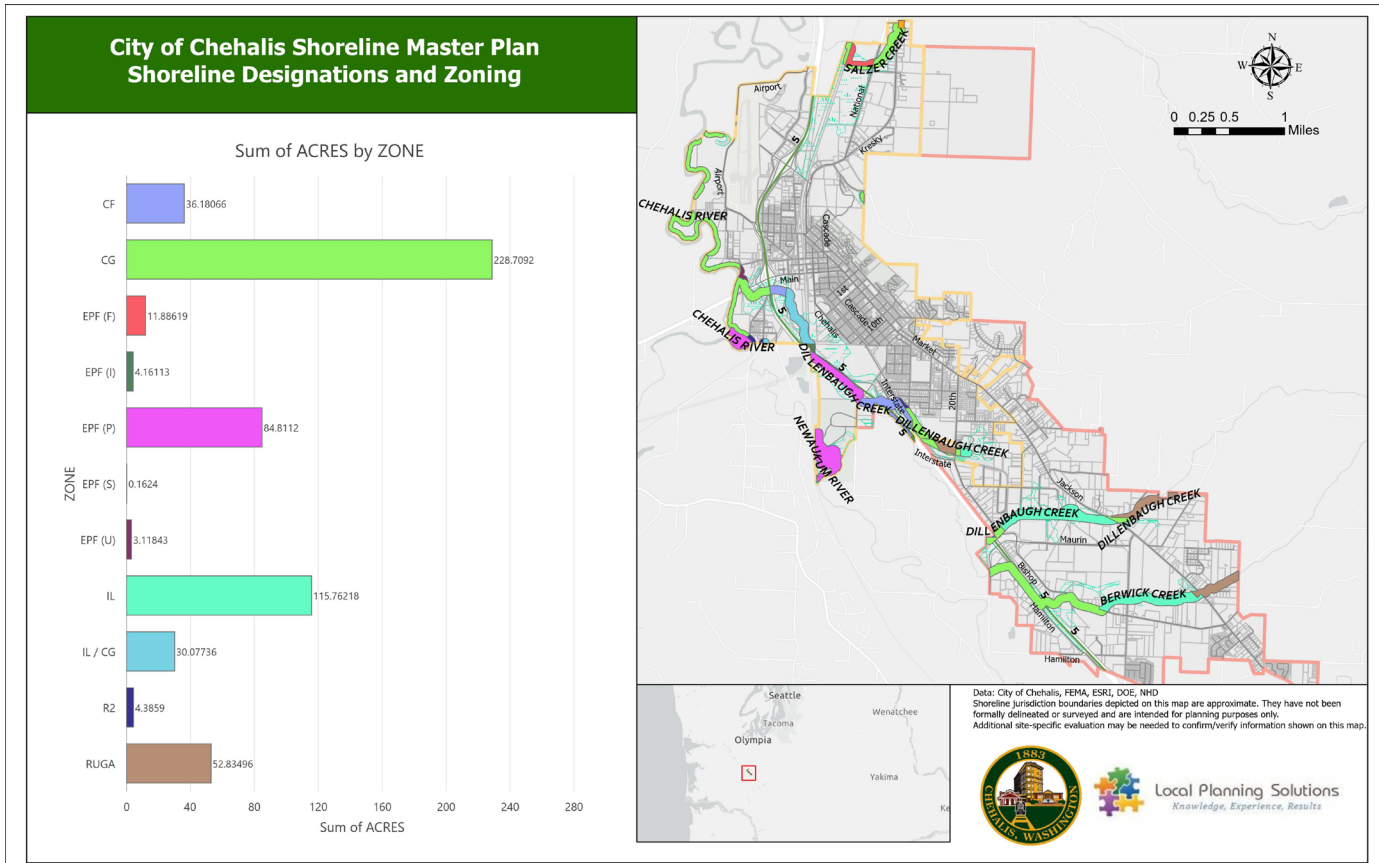 City of Chehalis Shoreline Master Plan
Shoreline Designations and Zoning
Sum of ACRES by ZONE
ZONE
CF
36.18066
CG
228.7092
EPF (F)
11.88619
EPF (I)
4.16113
EPF (P)
84.8112
EPF (S)
0.1624
EPF (U)
3.11843
IL
115.76218
IL / CG
30.07736
R2
4.3859
RUGA
52.83496
0 40 80 120 160 200 240 280
Sum of ACRES
N
W E
S
0 0.25 0.5 1
Miles
SALZER CREEK
Airport
National
5
Kresky
Airport
CHEHALIS RIVER
Cascade
Main
1st
5
Cascade
10th
Chehalis
CHEHALIS RIVER
Market
DILLENBAUGH CREEK
5
Interstate
20th
DILLENBAUGH CREEK
5
Interstate
NEWAUKUM RIVER
Jackson
DILLENBAUGH CREEK
DILLENBAUGH CREEK
Maurin
Bishop
5
BERWICK CREEK
Hamilton
5
Hamilton
Seattle
Tacoma
Wenatchee
Olympia
Yakima
Ke
Data: City of Chehalis, FEMA, ESRI, DOE, NHD
Shoreline jurisdiction boundaries depicted on this map are approximate. They have not been
formally delineated or surveyed and are intended for planning purposes only.
Additional site-specific evaluation may be needed to confirm/verify information shown on this map.
1883
CHEHALIS, WASHINGTON
Local Planning Solutions
Knowledge, Experience, Results